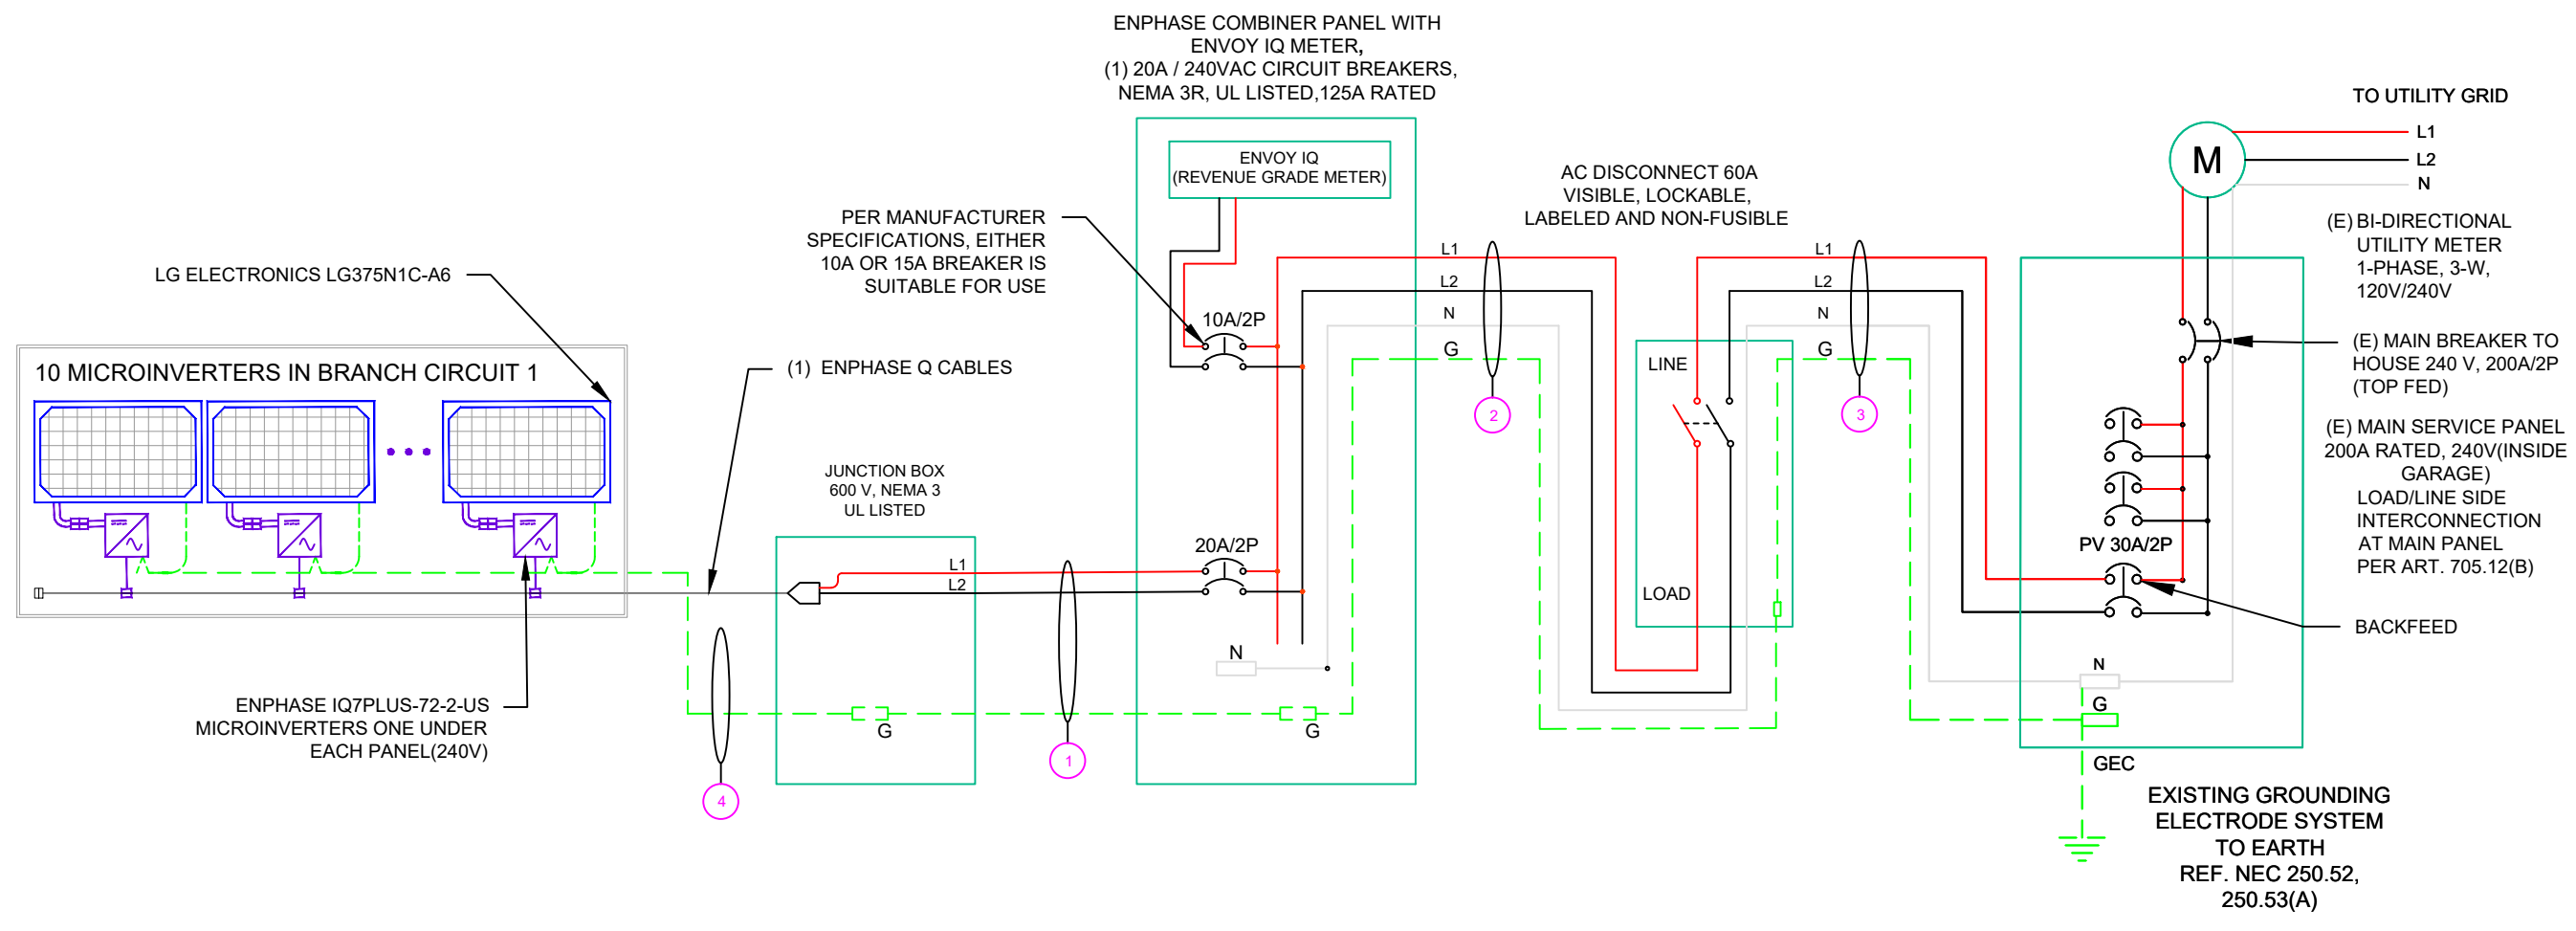 ENPHASE COMBINER PANEL WITH
ENVOY IQ METER,
(1) 20A / 240VAC CIRCUIT BREAKERS,
NEMA 3R, UL LISTED,125A RATED
ENVOY IQ
(REVENUE GRADE METER)
PER MANUFACTURER
SPECIFICATIONS, EITHER
10A OR 15A BREAKER IS
SUITABLE FOR USE
LG ELECTRONICS LG375N1C-A6
10 MICROINVERTERS IN BRANCH CIRCUIT 1
(1) ENPHASE Q CABLES
JUNCTION BOX
600 V, NEMA 3
UL LISTED
ENPHASE IQ7PLUS-72-2-US
MICROINVERTERS ONE UNDER
EACH PANEL(240V)
4
L1
L2
G
1
10A/2P
20A/2P
N
G
AC DISCONNECT 60A
VISIBLE, LOCKABLE,
LABELED AND NON-FUSIBLE
L1
L2
N
G
2
LINE
LOAD
L1
L2
N
G
3
TO UTILITY GRID
M
L1
L2
N
(E) BI-DIRECTIONAL
UTILITY METER
1-PHASE, 3-W,
120V/240V
(E) MAIN BREAKER TO
HOUSE 240 V, 200A/2P
(TOP FED)
(E) MAIN SERVICE PANEL
200A RATED, 240V(INSIDE
GARAGE)
LOAD/LINE SIDE
INTERCONNECTION
AT MAIN PANEL
PER ART. 705.12(B)
PV 30A/2P
BACKFEED
N
G
GEC
EXISTING GROUNDING
ELECTRODE SYSTEM
TO EARTH
REF. NEC 250.52,
250.53(A)